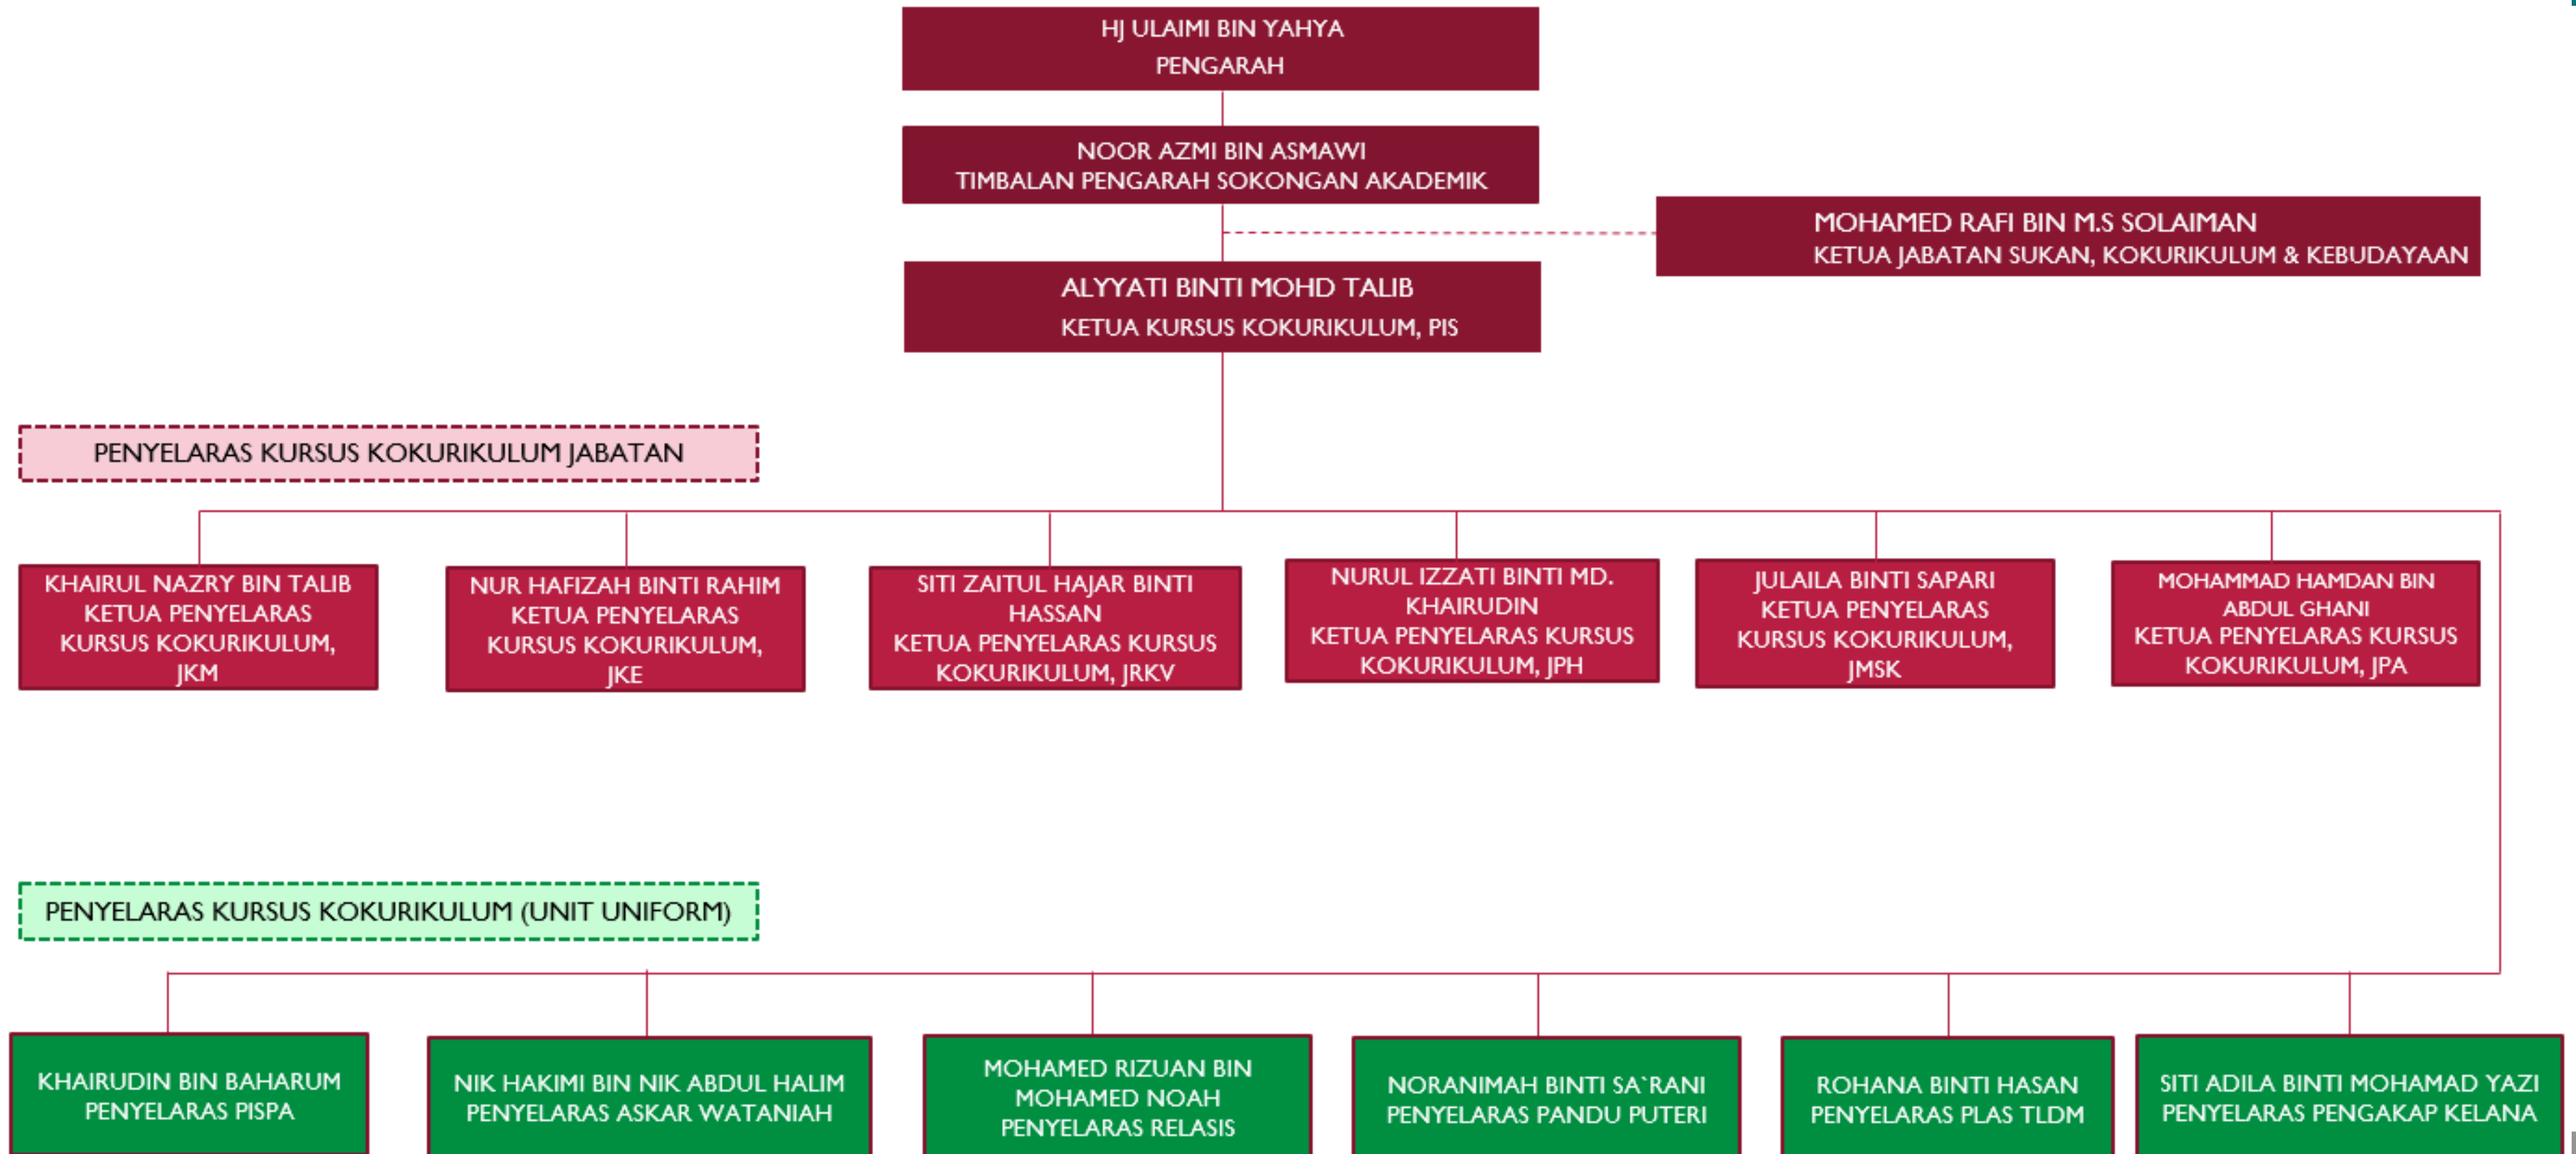 HJ ULAIMI BIN YAHYA
PENGARAH
NOOR AZMI BIN ASMAWI
TIMBALAN PENGARAH SOKONGAN AKADEMIK
MOHAMED RAFI BIN M.S SOLAIMAN
KETUA JABATAN SUKAN, KOKURIKULUM & KEBUDAYAAN
ALYYATI BINTI MOHD TALIB
KETUA KURSUS KOKURIKULUM, PIS
PENYELARAS KURSUS KOKURIKULUM JABATAN
KHAIRUL NAZRY BIN TALIB
KETUA PENYELARAS
KURSUS KOKURIKULUM,
JKM
NUR HAFIZAH BINTI RAHIM
KETUA PENYELARAS
KURSUS KOKURIKULUM,
JKE
SITI ZAITUL HAJAR BINTI
HASSAN
KETUA PENYELARAS KURSUS
KOKURIKULUM, JRKV
NURUL IZZATI BINTI MD.
KHAIRUDIN
KETUA PENYELARAS KURSUS
KOKURIKULUM, JPH
JULAILA BINTI SAPARI
KETUA PENYELARAS
KURSUS KOKURIKULUM,
JMSK
MOHAMMAD HAMDAN BIN
ABDUL GHANI
KETUA PENYELARAS KURSUS
KOKURIKULUM, JPA
PENYELARAS KURSUS KOKURIKULUM (UNIT UNIFORM)
KHAIRUDIN BIN BAHARUM
PENYELARAS PISPA
NIK HAKIMI BIN NIK ABDUL HALIM
PENYELARAS ASKAR WATANIAH
MOHAMED RIZUAN BIN
MOHAMED NOAH
PENYELARAS RELASIS
NORANIMAH BINTI SA`RANI
PENYELARAS PANDU PUTERI
ROHANA BINTI HASAN
PENYELARAS PLAS TLDM
SITI ADILA BINTI MOHAMAD YAZI
PENYELARAS PENGAKAP KELANA